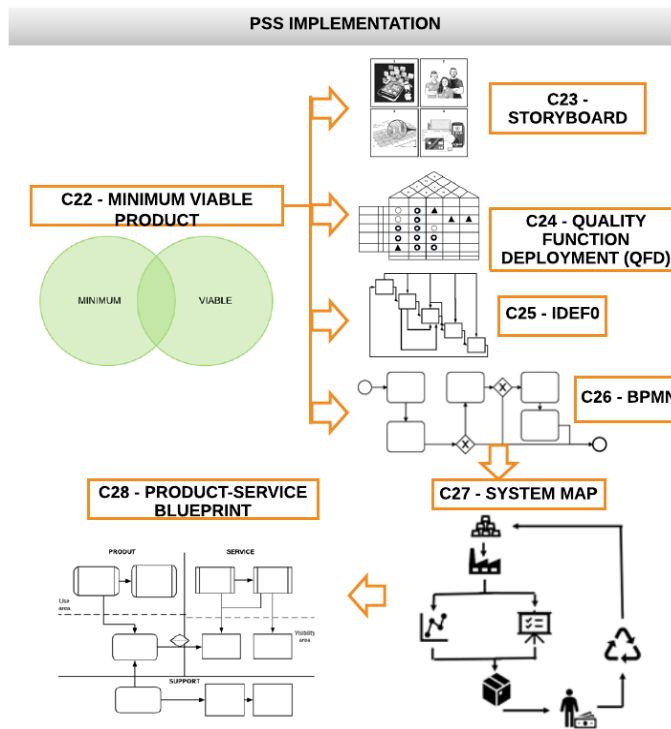 PSS IMPLEMENTATION
C23 -
STORYBOARD
C22 - MINIMUM VIABLE
PRODUCT
C24 - QUALITY
FUNCTION
DEPLOYMENT (QFD)
MINIMUM
VIABLE
C25 - IDEF0
C26 - BPMN
X
X
C28 - PRODUCT-SERVICE
BLUEPRINT
C27 - SYSTEM MAP
PRODUT
SERVICE
Use
area
Visibility
area
SUPPORT